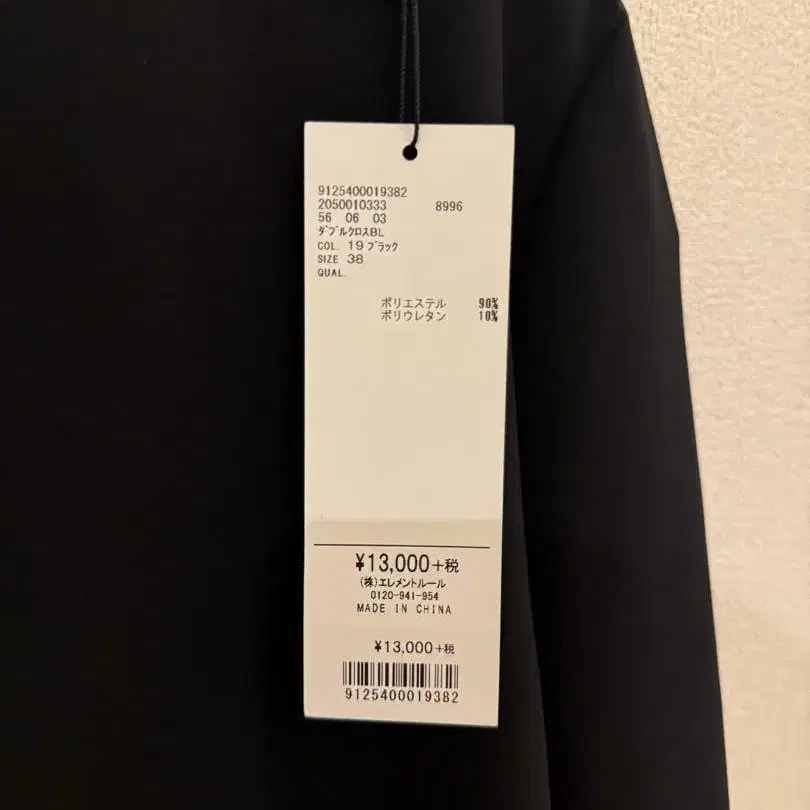 9125400019382
2050010333 8996
56 06 03
ﾀﾞﾌﾞﾙｸﾛｽBL
COL. 19 ﾌﾞﾗｯｸ
SIZE 38
QUAL.
ポリエステル 90%
ポリウレタン 10%
¥13,000+税
(株)エレメントルール
0120-941-954
MADE IN CHINA
¥13,000+税
9125400019382